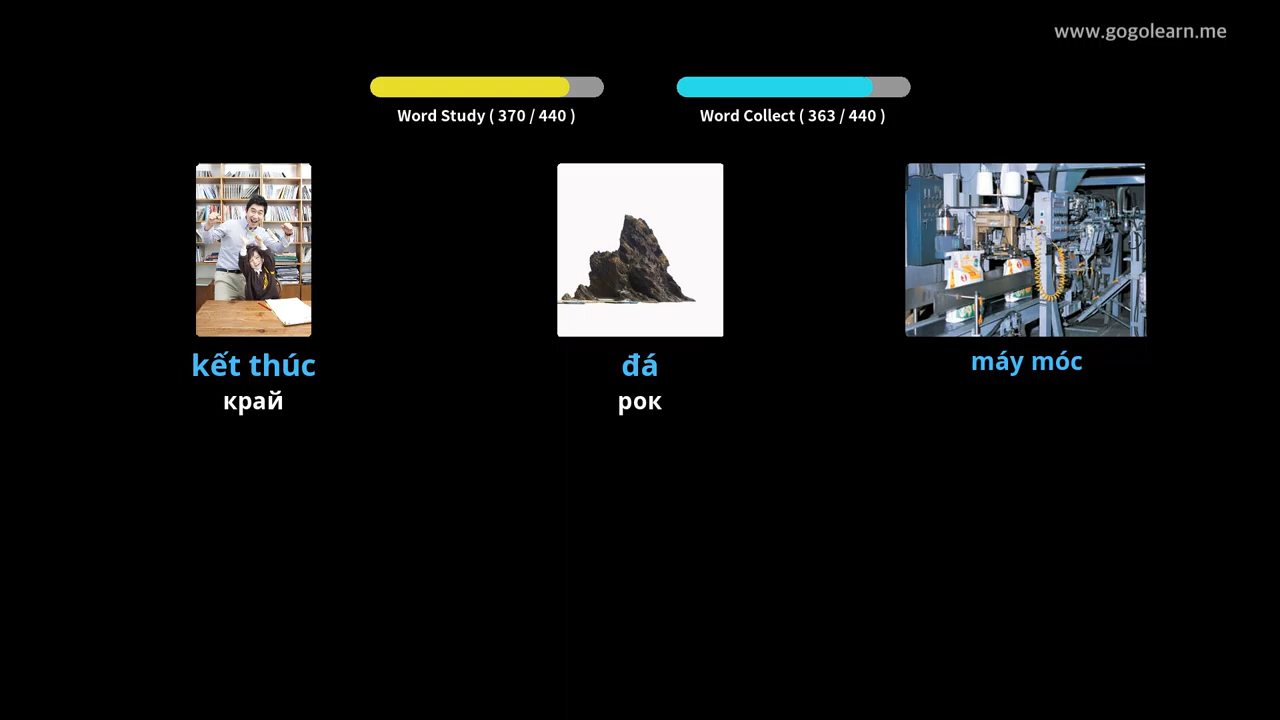 www.gogolearn.me
Word Study ( 370 / 440 )
Word Collect ( 363 / 440 )
kết thúc
край
đá
рок
máy móc